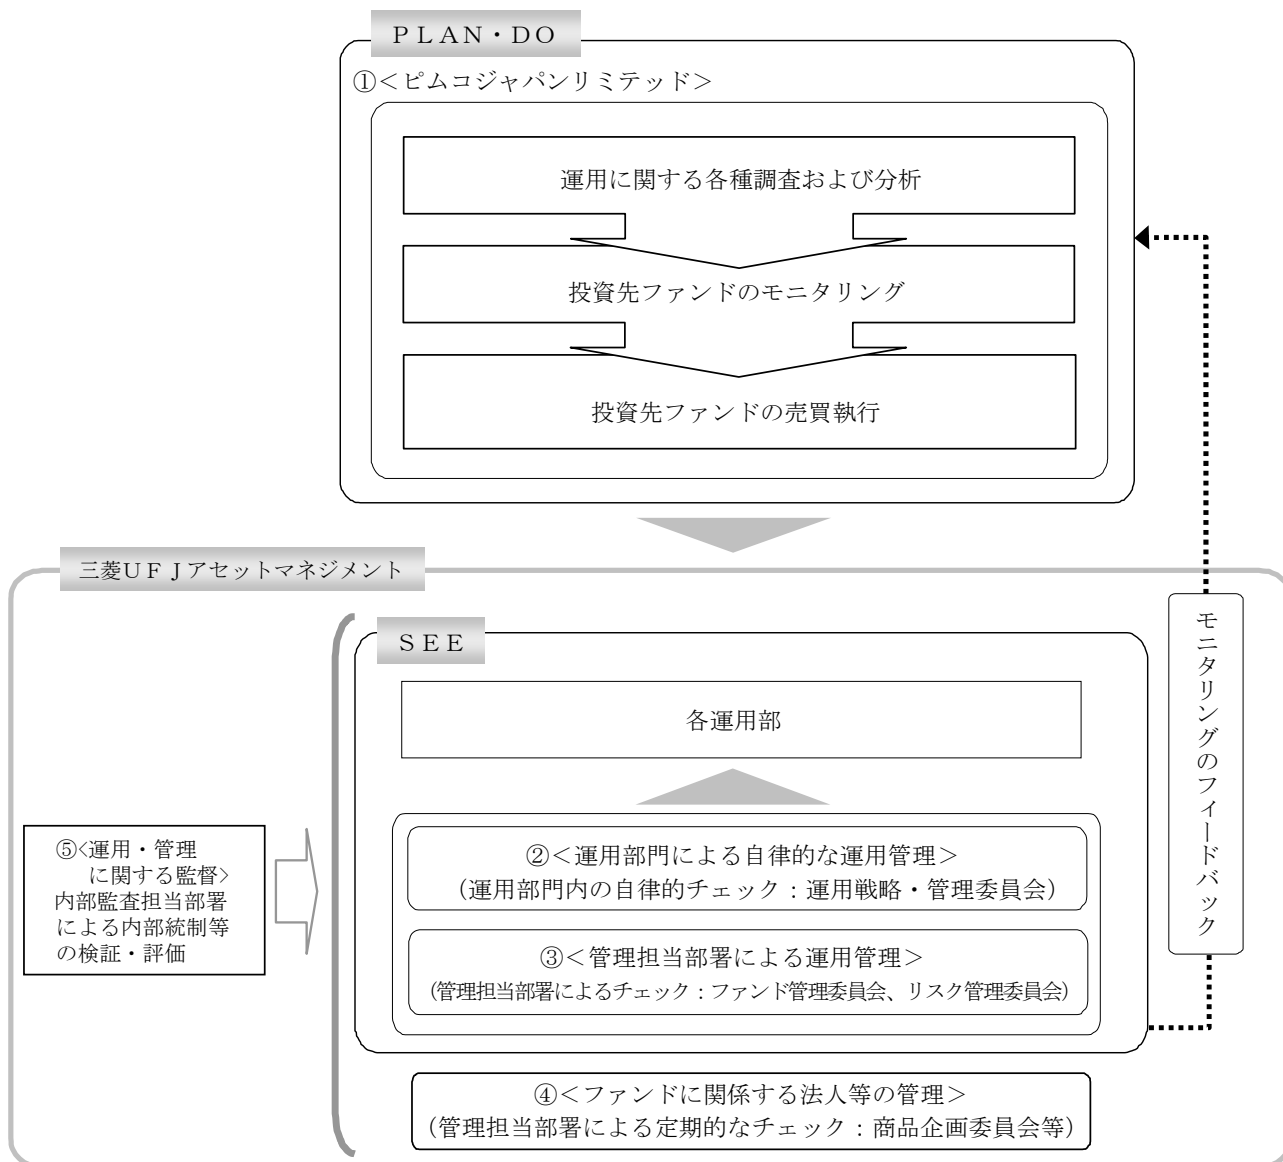 ＰＬＡＮ・ＤＯ
①＜ピムコジャパンリミテッド＞
運用に関する各種調査および分析
投資先ファンドのモニタリング
投資先ファンドの売買執行
三菱ＵＦＪアセットマネジメント
ＳＥＥ
各運用部
モニタリングのフィードバック
⑤<運用・管理
に関する監督>
内部監査担当部署
による内部統制等
の検証・評価
②＜運用部門による自律的な運用管理＞
（運用部門内の自律的チェック：運用戦略・管理委員会）
③＜管理担当部署による運用管理＞
（管理担当部署によるチェック：ファンド管理委員会、リスク管理委員会）
④＜ファンドに関係する法人等の管理＞
（管理担当部署による定期的なチェック：商品企画委員会等）